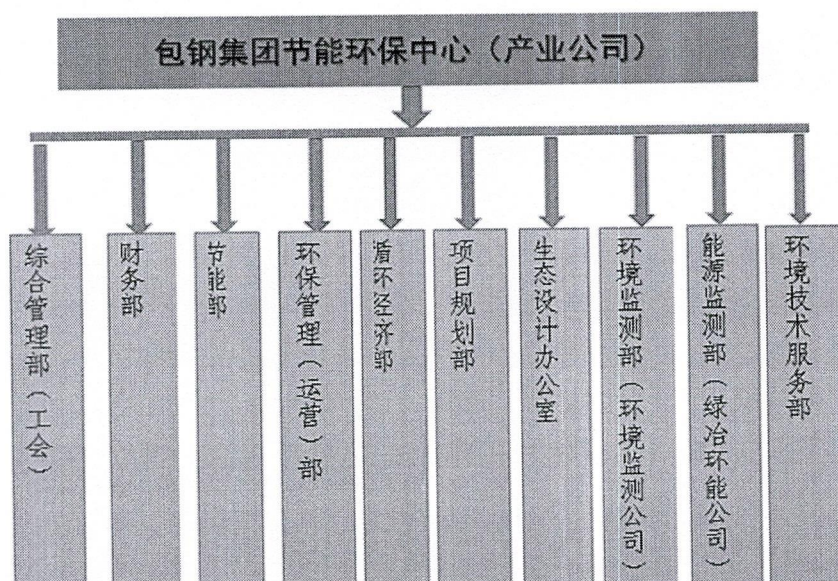 包钢集团节能环保中心（产业公司）
综合管理部（工会）
财务部
节能部
环保管理（运营）部
循环经济部
项目规划部
生态设计办公室
环境监测部（环境监测公司）
能源监测部（绿冶环能公司）
环境技术服务部